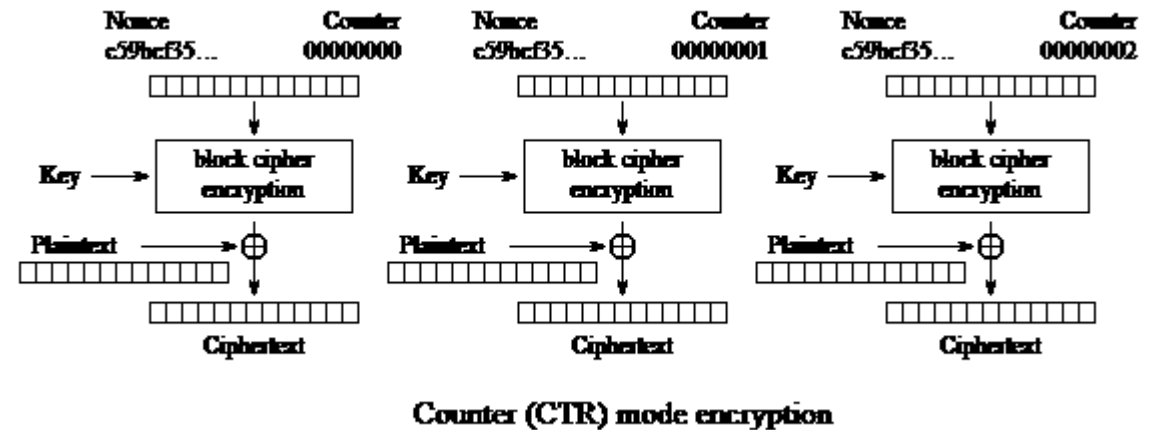 Nonce Counter Nonce Counter Nonce Counter
c59bcf35... 00000000 c59bcf35... 00000001 c59bcf35... 00000002
Key block cipher encryption Key block cipher encryption Key block cipher encryption
Plaintext Plaintext Plaintext
Ciphertext Ciphertext Ciphertext
Counter (CTR) mode encryption